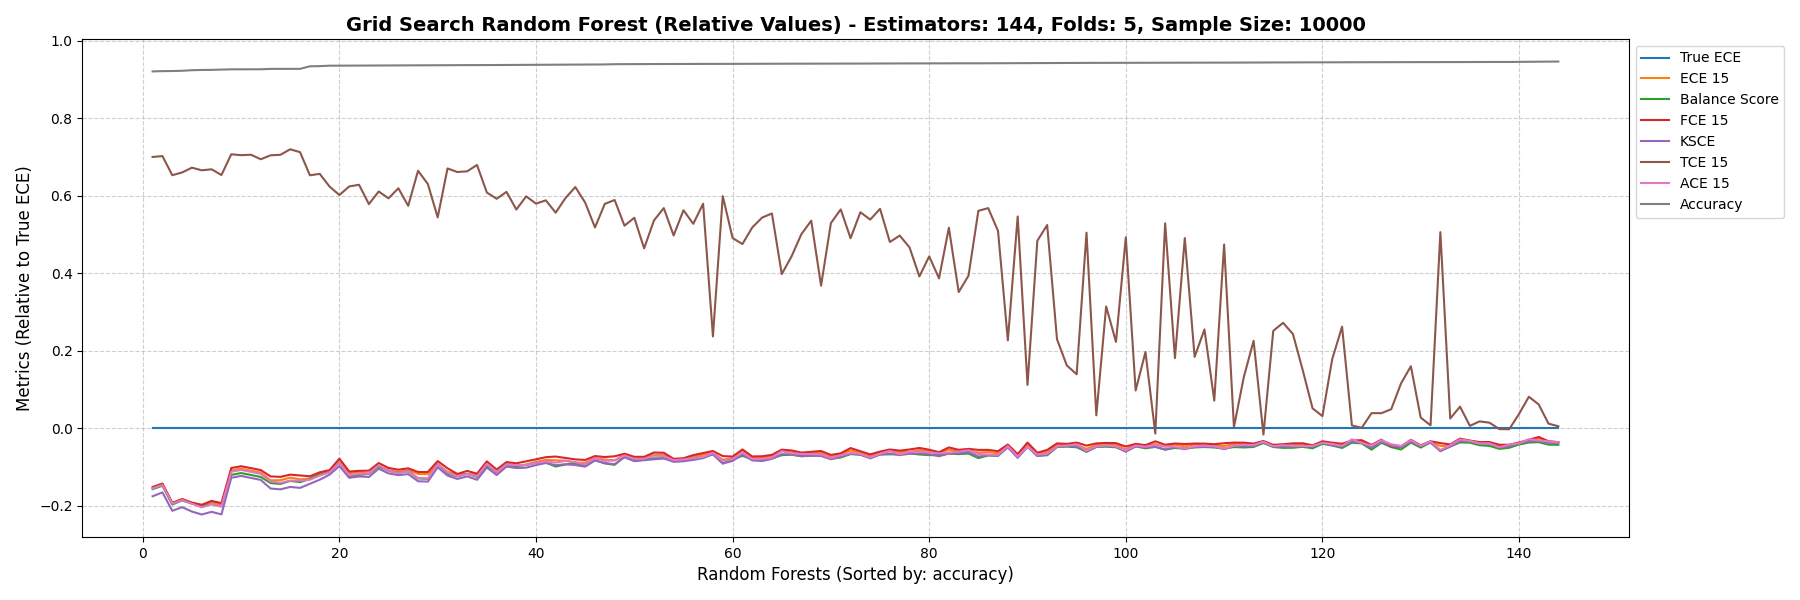 Grid Search Random Forest (Relative Values) - Estimators: 144, Folds: 5, Sample Size: 10000
Metrics (Relative to True ECE)
1.0
0.8
0.6
0.4
0.2
0.0
−0.2
0
20
40
60
80
100
120
140
Random Forests (Sorted by: accuracy)
True ECE
ECE 15
Balance Score
FCE 15
KSCE
TCE 15
ACE 15
Accuracy